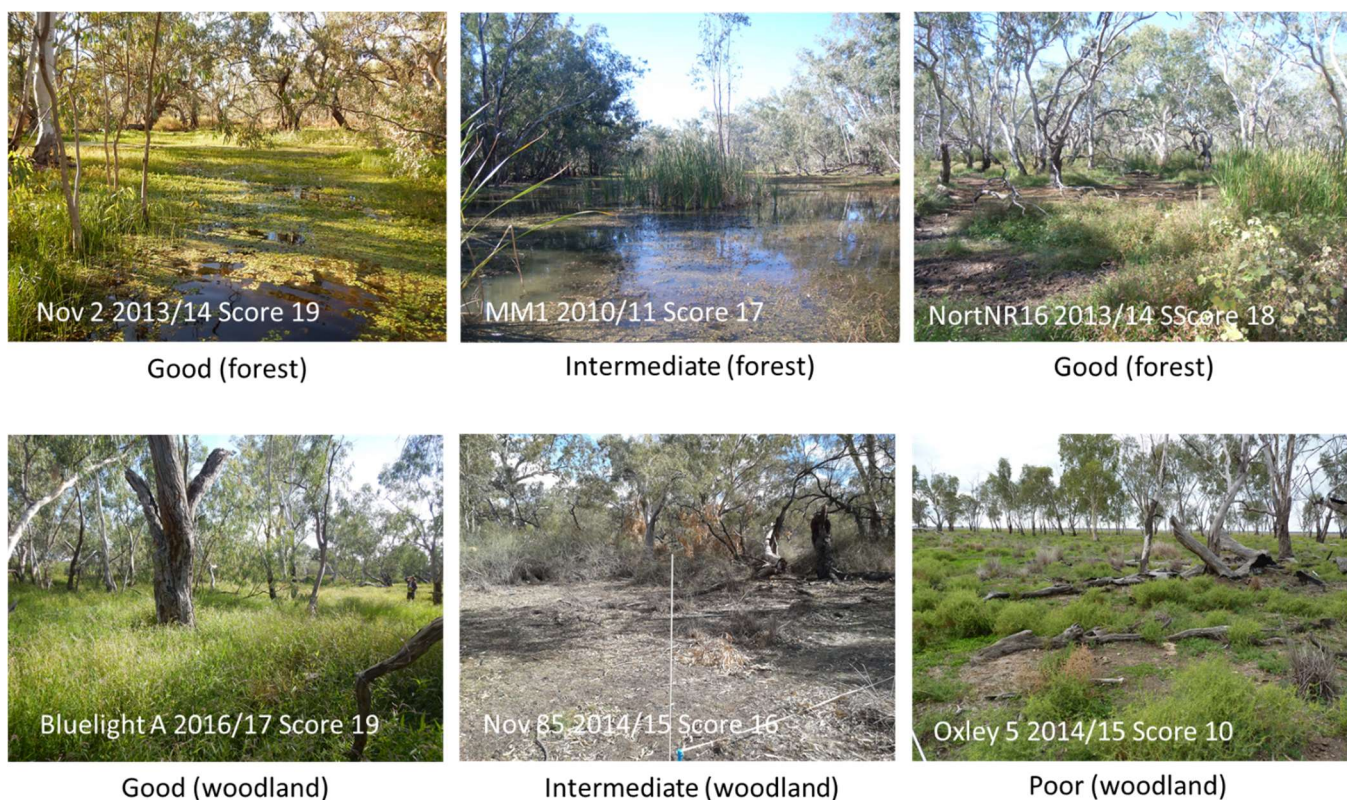 Nov 2 2013/14 Score 19
MM1 2010/11 Score 17
NortNR16 2013/14 SScore 18
Good (forest)
Intermediate (forest)
Good (forest)
Bluelight A 2016/17 Score 19
Nov 85 2014/15 Score 16
Oxley 5 2014/15 Score 10
Good (woodland)
Intermediate (woodland)
Poor (woodland)